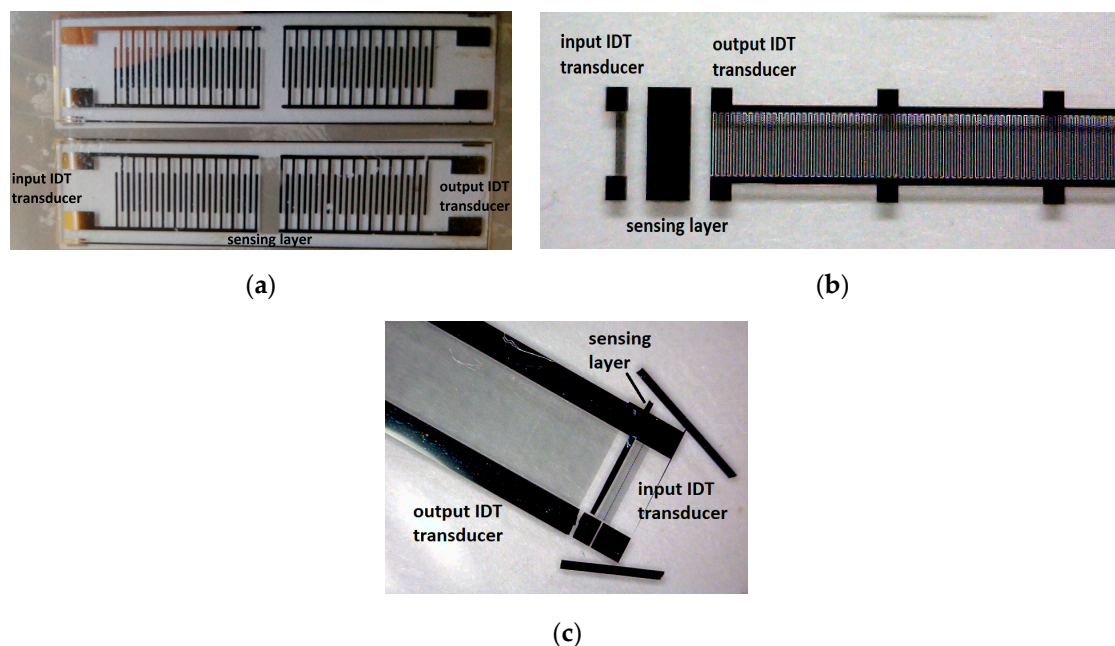 input IDT
transducer
output IDT
transducer
sensing layer
(a)
input IDT
transducer
output IDT
transducer
sensing layer
(b)
sensing
layer
input IDT
transducer
output IDT
transducer
(c)